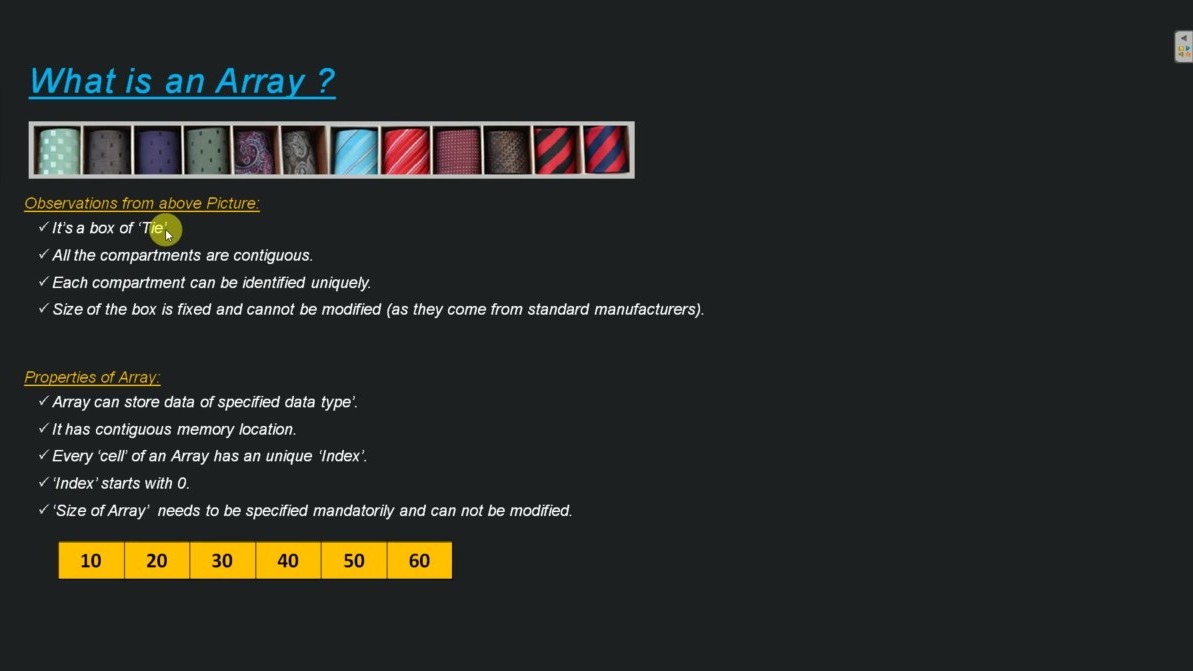 What is an Array ?
Observations from above Picture:
✓ It's a box of ‘Tie’.
✓ All the compartments are contiguous.
✓ Each compartment can be identified uniquely.
✓ Size of the box is fixed and cannot be modified (as they come from standard manufacturers).
Properties of Array:
✓ Array can store data of specified data type’.
✓ It has contiguous memory location.
✓ Every ‘cell’ of an Array has an unique ‘Index’.
✓ ‘Index’ starts with 0.
✓ ‘Size of Array’ needs to be specified mandatorily and can not be modified.
10 20 30 40 50 60